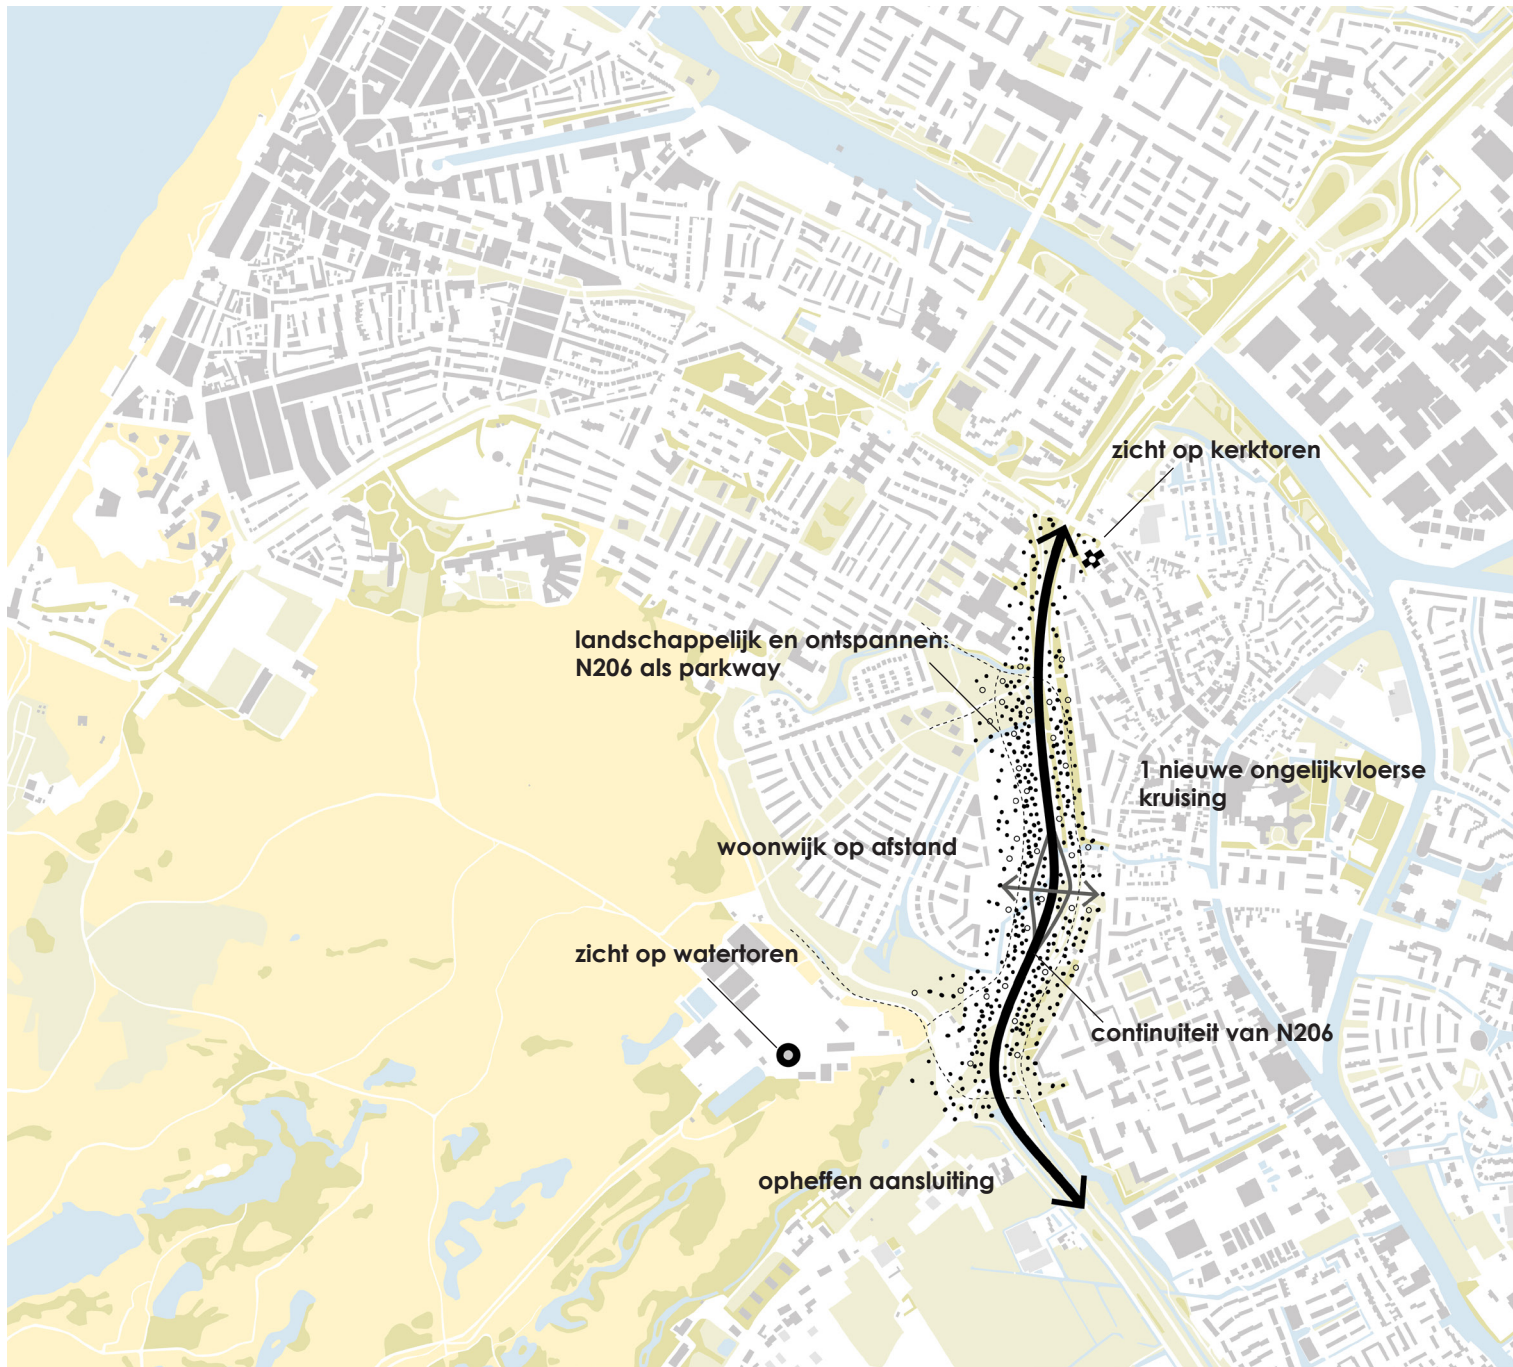 zicht op kerktoren
landschappelijk en ontspannen:
N206 als parkway
1 nieuwe ongelijkvloerse
kruising
woonwijk op afstand
zicht op watertoren
continuiteit van N206
opheffen aansluiting